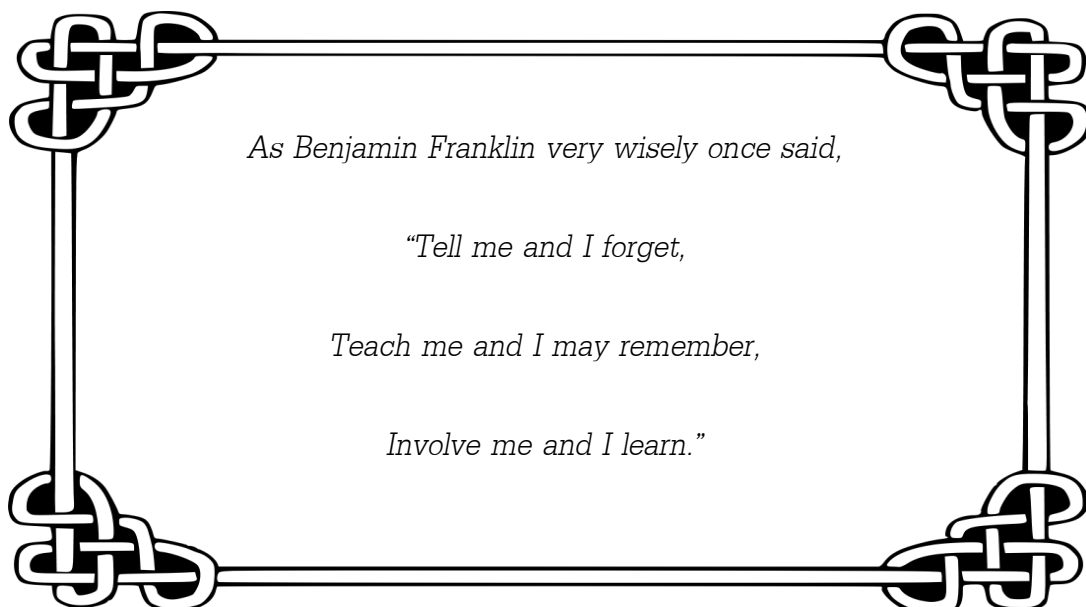 As Benjamin Franklin very wisely once said,
“Tell me and I forget,
Teach me and I may remember,
Involve me and I learn.”